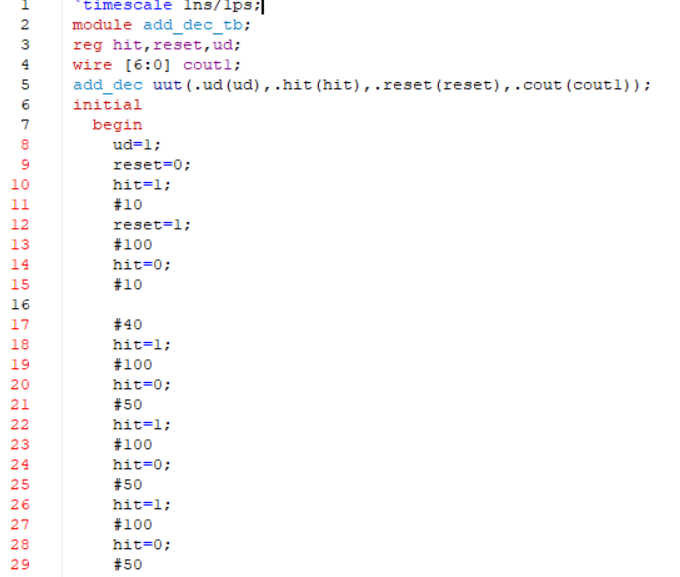 1 `timescale 1ns/1ps;
2 module add_dec_tb;
3 reg hit,reset,ud;
4 wire [6:0] cout1;
5 add_dec uut(.ud(ud),.hit(hit),.reset(reset),.cout(cout1));
6 initial
7 begin
8 ud=1;
9 reset=0;
10 hit=1;
11 #10
12 reset=1;
13 #100
14 hit=0;
15 #10
16
17 #40
18 hit=1;
19 #100
20 hit=0;
21 #50
22 hit=1;
23 #100
24 hit=0;
25 #50
26 hit=1;
27 #100
28 hit=0;
29 #50